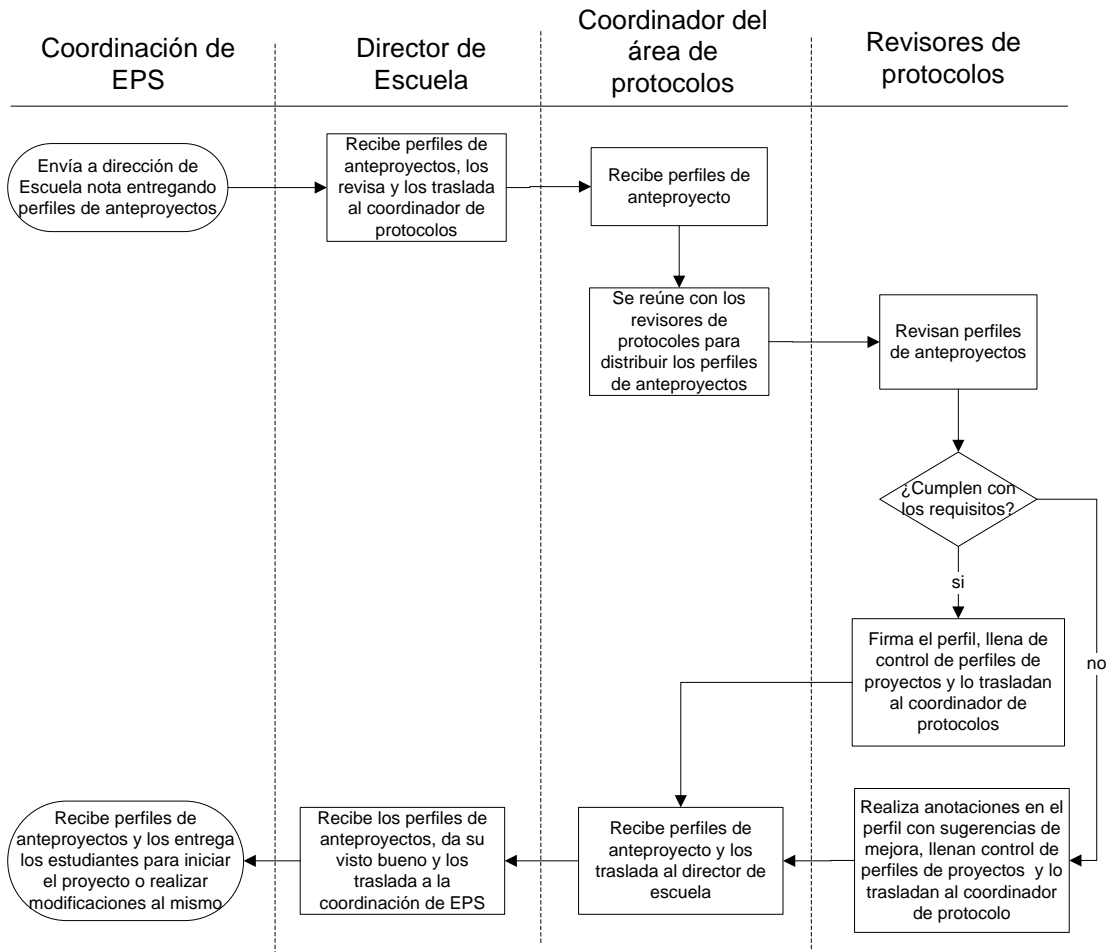 Coordinación de
EPS
Director de
Escuela
Coordinador del
área de
protocolos
Revisores de
protocolos
Envía a dirección de
Escuela nota entregando
perfiles de anteproyectos
Recibe perfiles de
anteproyectos, los
revisa y los traslada
al coordinador de
protocolos
Recibe perfiles de
anteproyecto
Se reúne con los
revisores de
protocoles para
distribuir los perfiles
de anteproyectos
Revisan perfiles
de anteproyectos
¿Cumplen con
los requisitos?
si
no
Firma el perfil, llena de
control de perfiles de
proyectos y lo trasladan
al coordinador de
protocolos
Realiza anotaciones en el
perfil con sugerencias de
mejora, llenan control de
perfiles de proyectos y lo
trasladan al coordinador
de protocolo
Recibe perfiles de
anteproyecto y los
traslada al director de
escuela
Recibe los perfiles de
anteproyectos, da su
visto bueno y los
traslada a la
coordinación de EPS
Recibe perfiles de
anteproyectos y los entrega
los estudiantes para iniciar
el proyecto o realizar
modificaciones al mismo